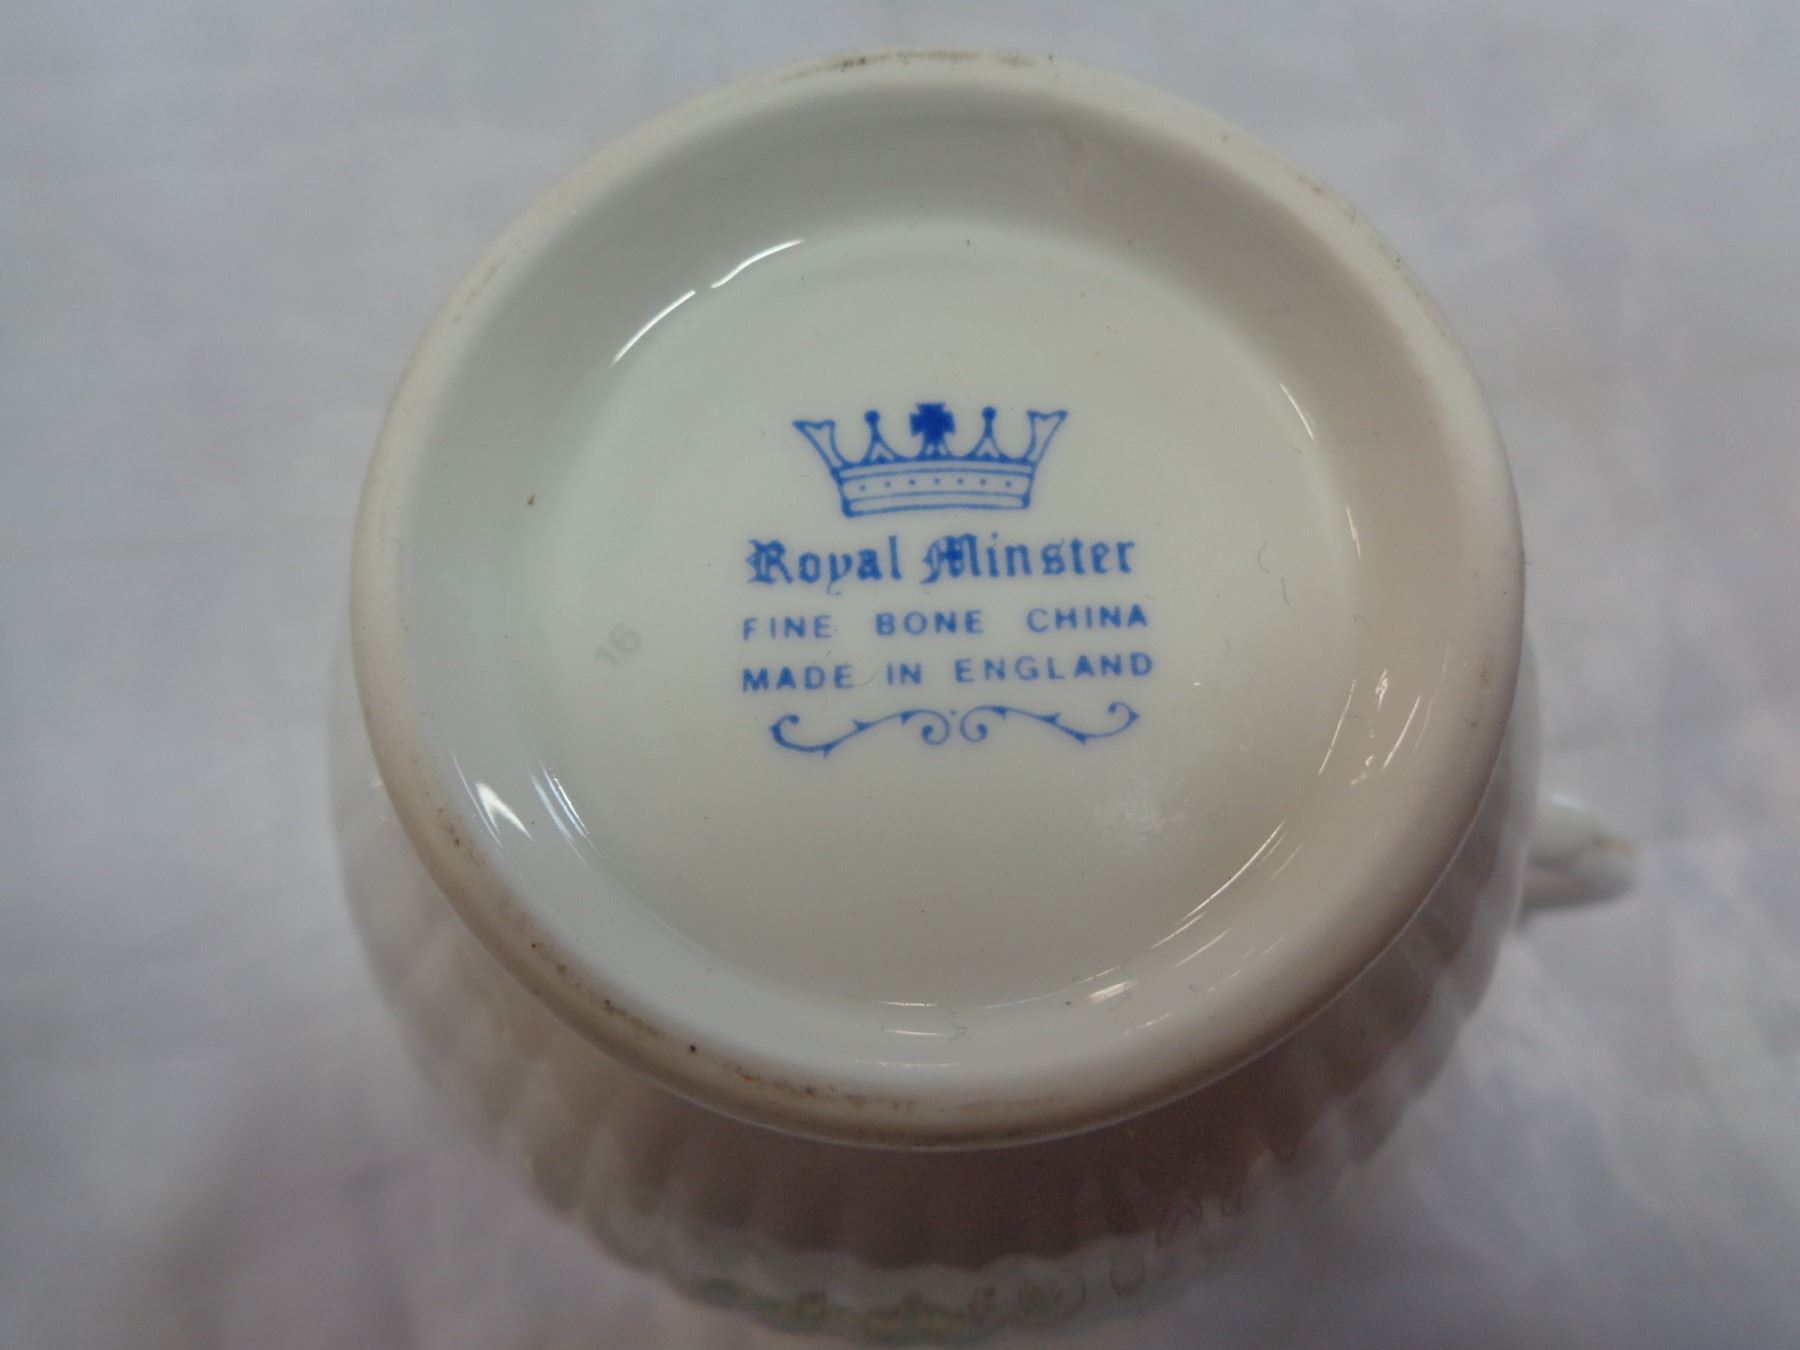 Royal Minster
FINE BONE CHINA
MADE IN ENGLAND
16